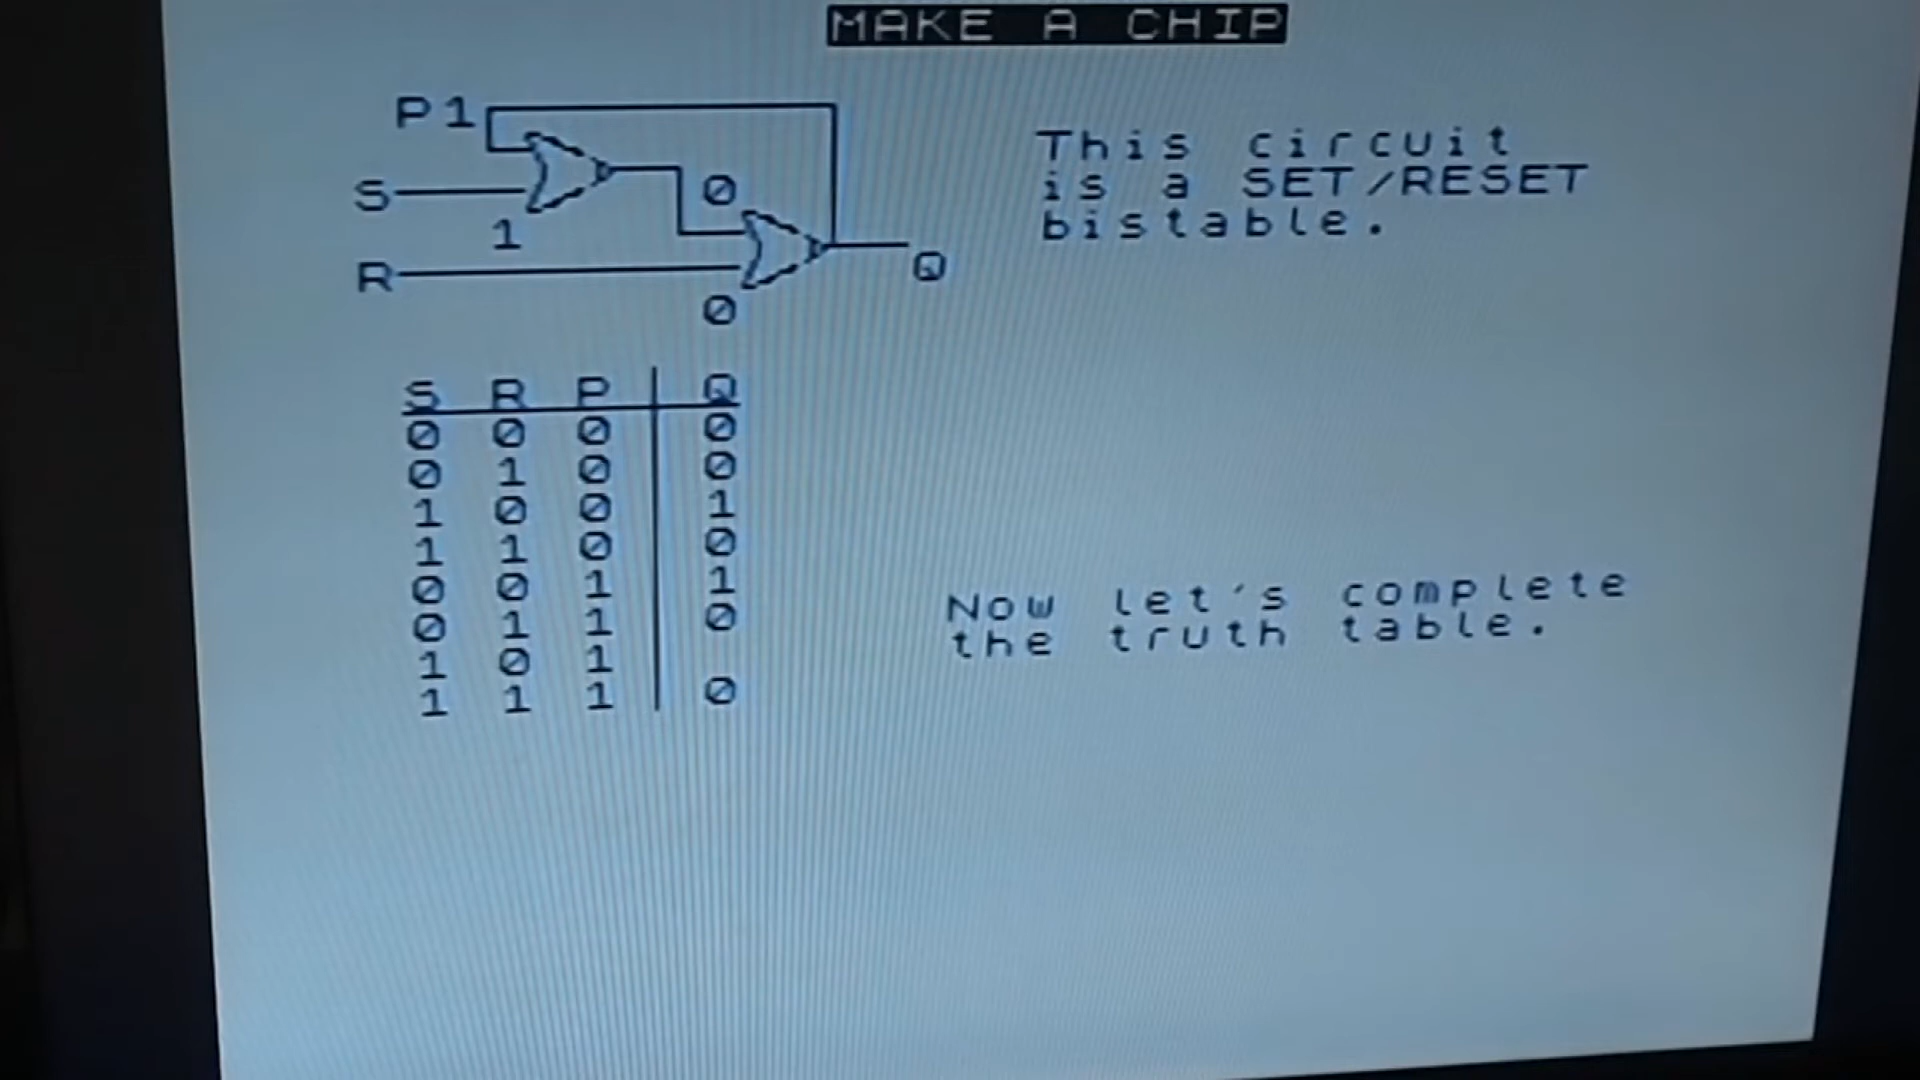 MAKE A CHIP
P1
S
1
0
R
0
Q
This circuit
is a SET/RESET
bistable.
S R P Q
0 0 0 0
0 1 0 0
1 0 0 1
1 1 0 0
0 0 1 1
0 1 1 0
1 0 1
1 1 1 0
Now let's complete
the truth table.